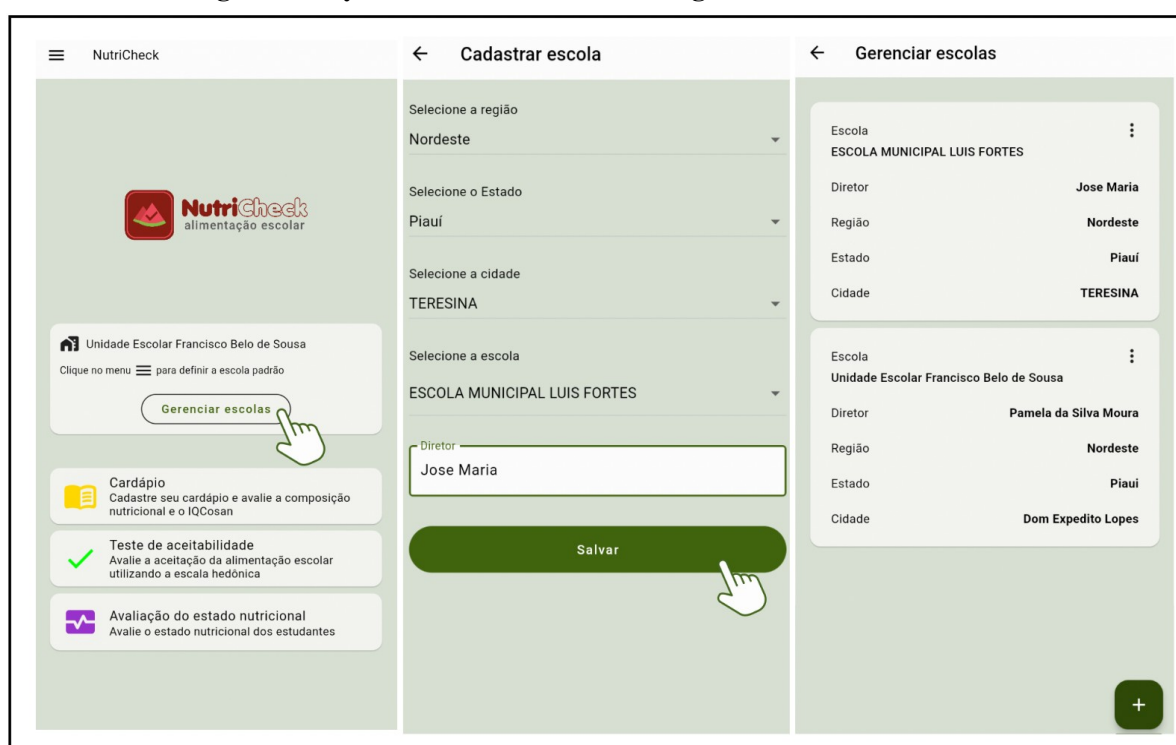 NutriCheck
NutriCheck
alimentação escolar
Unidade Escolar Francisco Belo de Sousa
Clique no menu para definir a escola padrão
Gerenciar escolas
Cardápio
Cadastre seu cardápio e avalie a composição
nutricional e o IQCosan
Teste de aceitabilidade
Avalie a aceitação da alimentação escolar
utilizando a escala hedônica
Avaliação do estado nutricional
Avalie o estado nutricional dos estudantes
Cadastrar escola
Selecione a região
Nordeste
Selecione o Estado
Piauí
Selecione a cidade
TERESINA
Selecione a escola
ESCOLA MUNICIPAL LUIS FORTES
Diretor
Jose Maria
Salvar
Gerenciar escolas
Escola
ESCOLA MUNICIPAL LUIS FORTES
Diretor Jose Maria
Região Nordeste
Estado Piauí
Cidade TERESINA
Escola
Unidade Escolar Francisco Belo de Sousa
Diretor Pamela da Silva Moura
Região Nordeste
Estado Piaui
Cidade Dom Expedito Lopes
+